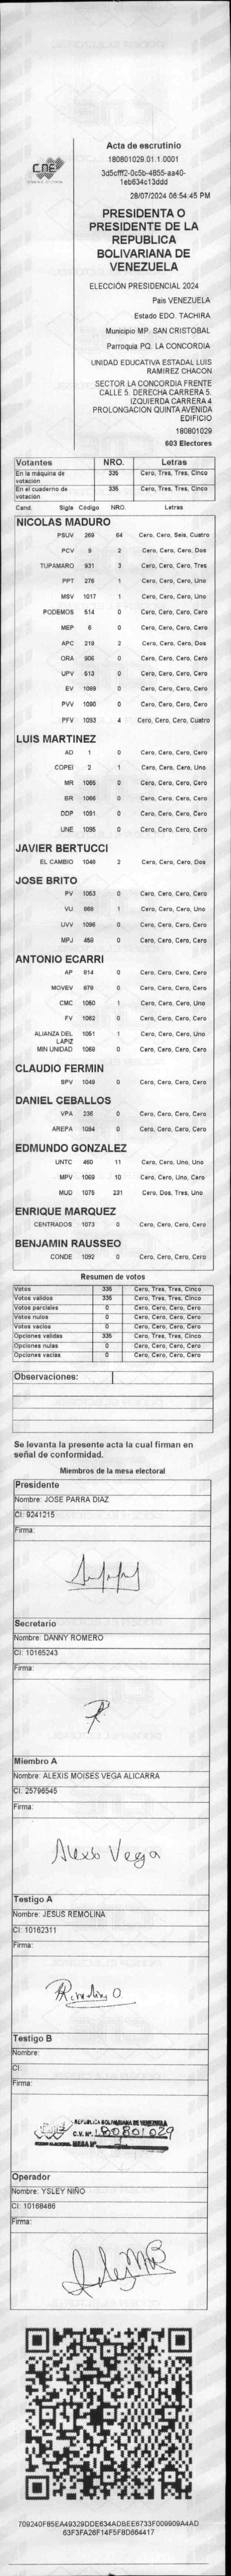 CNE
Acta de escrutinio
180801029.01.1.0001
3d5cfff2-0c5b-4855-aa40-
1eb634c13ddd
28/07/2024 06:54:45 PM
PRESIDENTA O
PRESIDENTE DE LA
REPUBLICA
BOLIVARIANA DE
VENEZUELA
ELECCIÓN PRESIDENCIAL 2024
Pais VENEZUELA
Estado EDO. TACHIRA
Municipio MP. SAN CRISTOBAL
Parroquia PQ. LA CONCORDIA
UNIDAD EDUCATIVA ESTADAL LUIS
RAMIREZ CHACON
SECTOR LA CONCORDIA FRENTE
CALLE 5. DERECHA CARRERA 5.
IZQUIERDA CARRERA 4
PROLONGACION QUINTA AVENIDA
EDIFICIO
180801029
603 Electores
Votantes NRO. Letras
En la máquina de votación 335 Cero, Tres, Tres, Cinco
En el cuaderno de votación 335 Cero, Tres, Tres, Cinco
Cand. Sigla Código NRO. Letras
NICOLAS MADURO
PSUV 269 64 Cero, Cero, Seis, Cuatro
PCV 9 2 Cero, Cero, Cero, Dos
TUPAMARO 931 3 Cero, Cero, Cero, Tres
PPT 276 1 Cero, Cero, Cero, Uno
MSV 1017 1 Cero, Cero, Cero, Uno
PODEMOS 514 0 Cero, Cero, Cero, Cero
MEP 6 0 Cero, Cero, Cero, Cero
APC 219 2 Cero, Cero, Cero, Dos
ORA 906 0 Cero, Cero, Cero, Cero
UPV 513 0 Cero, Cero, Cero, Cero
EV 1089 0 Cero, Cero, Cero, Cero
PVV 1090 0 Cero, Cero, Cero, Cero
PFV 1093 4 Cero, Cero, Cero, Cuatro
LUIS MARTINEZ
AD 1 0 Cero, Cero, Cero, Cero
COPEI 2 1 Cero, Cero, Cero, Uno
MR 1065 0 Cero, Cero, Cero, Cero
BR 1066 0 Cero, Cero, Cero, Cero
DDP 1091 0 Cero, Cero, Cero, Cero
UNE 1095 0 Cero, Cero, Cero, Cero
JAVIER BERTUCCI
EL CAMBIO 1048 2 Cero, Cero, Cero, Dos
JOSE BRITO
PV 1053 0 Cero, Cero, Cero, Cero
VU 868 1 Cero, Cero, Cero, Uno
UVV 1096 0 Cero, Cero, Cero, Cero
MPJ 458 0 Cero, Cero, Cero, Cero
ANTONIO ECARRI
AP 814 0 Cero, Cero, Cero, Cero
MOVEV 879 0 Cero, Cero, Cero, Cero
CMC 1050 1 Cero, Cero, Cero, Uno
FV 1062 0 Cero, Cero, Cero, Cero
ALIANZA DEL LAPIZ 1051 1 Cero, Cero, Cero, Uno
MIN UNIDAD 1068 0 Cero, Cero, Cero, Cero
CLAUDIO FERMIN
SPV 1049 0 Cero, Cero, Cero, Cero
DANIEL CEBALLOS
VPA 236 0 Cero, Cero, Cero, Cero
AREPA 1094 0 Cero, Cero, Cero, Cero
EDMUNDO GONZALEZ
UNTC 460 11 Cero, Cero, Uno, Uno
MPV 1069 10 Cero, Cero, Uno, Cero
MUD 1075 231 Cero, Dos, Tres, Uno
ENRIQUE MARQUEZ
CENTRADOS 1073 0 Cero, Cero, Cero, Cero
BENJAMIN RAUSSEO
CONDE 1092 0 Cero, Cero, Cero, Cero
Resumen de votos
Votos 335 Cero, Tres, Tres, Cinco
Votos validos 335 Cero, Tres, Tres, Cinco
Votos parciales 0 Cero, Cero, Cero, Cero
Votos nulos 0 Cero, Cero, Cero, Cero
Votos vacios 0 Cero, Cero, Cero, Cero
Opciones validas 335 Cero, Tres, Tres, Cinco
Opciones nulas 0 Cero, Cero, Cero, Cero
Opciones vacias 0 Cero, Cero, Cero, Cero
Observaciones:
Se levanta la presente acta la cual firman en
señal de conformidad.
Miembros de la mesa electoral
Presidente
Nombre: JOSE PARRA DIAZ
CI: 9241215
Firma:
Secretario
Nombre: DANNY ROMERO
CI: 10165243
Firma:
Miembro A
Nombre: ALEXIS MOISES VEGA ALICARRA
CI: 25796545
Firma:
Alexis Vega
Testigo A
Nombre: JESUS REMOLINA
CI: 10162311
Firma:
Testigo B
Nombre:
CI:
Firma:
REPUBLICA BOLIVARIANA DE VENEZUELA
C.V. Nº. 180801029
MESA Nº
Operador
Nombre: YSLEY NIÑO
CI: 10168486
Firma:
709240F85EA49329DDE634ADBEE6733F009909A4AD
63F3FA26F14F5F8D664417